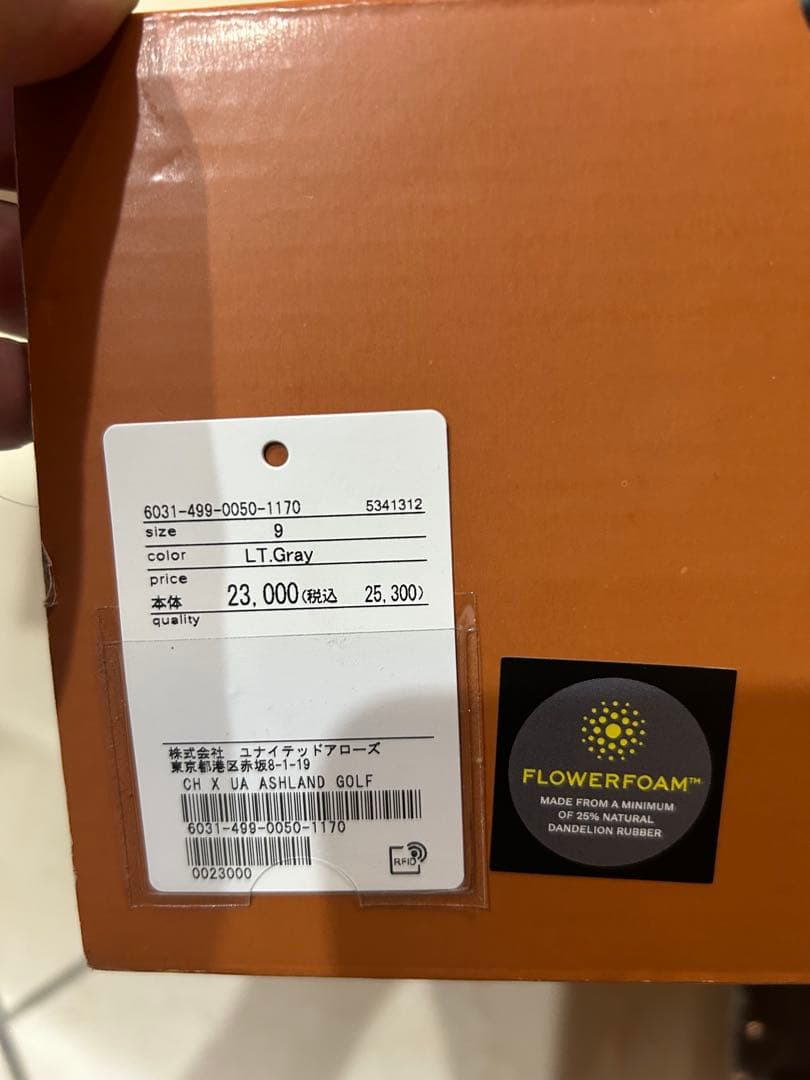 6031-499-0050-1170 5341312
size 9
color LT.Gray
price
本体 23,000(税込 25,300)
quality
株式会社 ユナイテッドアローズ
東京都港区赤坂8-1-19
CH X UA ASHLAND GOLF
6031-499-0050-1170
0023000
RFID
FLOWERFOAM™
MADE FROM A MINIMUM
OF 25% NATURAL
DANDELION RUBBER